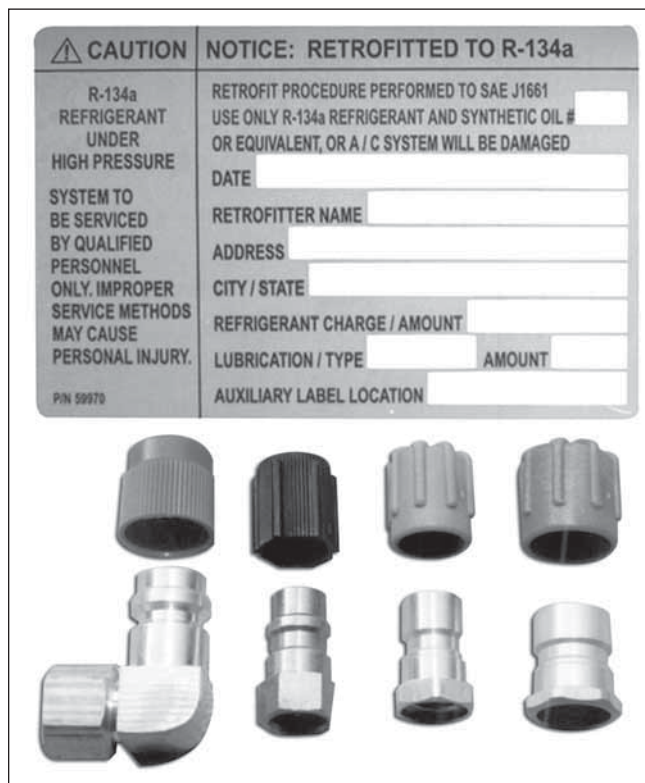 ⚠ CAUTION
R-134a
REFRIGERANT
UNDER
HIGH PRESSURE
SYSTEM TO
BE SERVICED
BY QUALIFIED
PERSONNEL
ONLY. IMPROPER
SERVICE METHODS
MAY CAUSE
PERSONAL INJURY.
P/N 59970
NOTICE: RETROFITTED TO R-134a
RETROFIT PROCEDURE PERFORMED TO SAE J1661
USE ONLY R-134a REFRIGERANT AND SYNTHETIC OIL #
OR EQUIVALENT, OR A / C SYSTEM WILL BE DAMAGED
DATE
RETROFITTER NAME
ADDRESS
CITY / STATE
REFRIGERANT CHARGE / AMOUNT
LUBRICATION / TYPE AMOUNT
AUXILIARY LABEL LOCATION